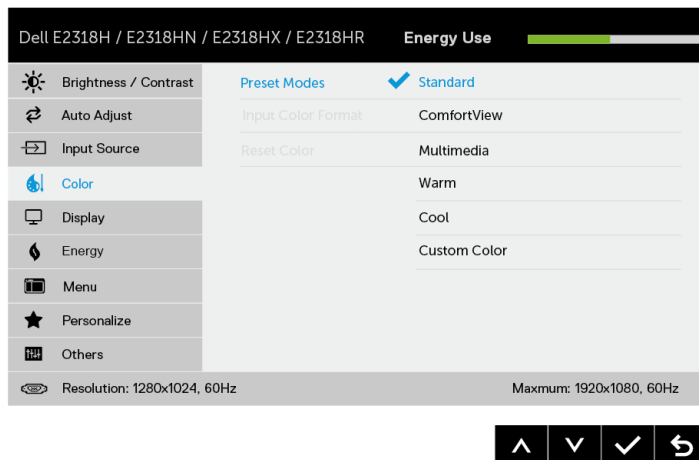 Dell E2318H / E2318HN / E2318HX / E2318HR Energy Use
Brightness / Contrast Preset Modes Standard
Auto Adjust Input Color Format ComfortView
Input Source Reset Color Multimedia
Color Warm
Display Cool
Energy Custom Color
Menu
Personalize
Others
Resolution: 1280x1024, 60Hz Maxmum: 1920x1080, 60Hz